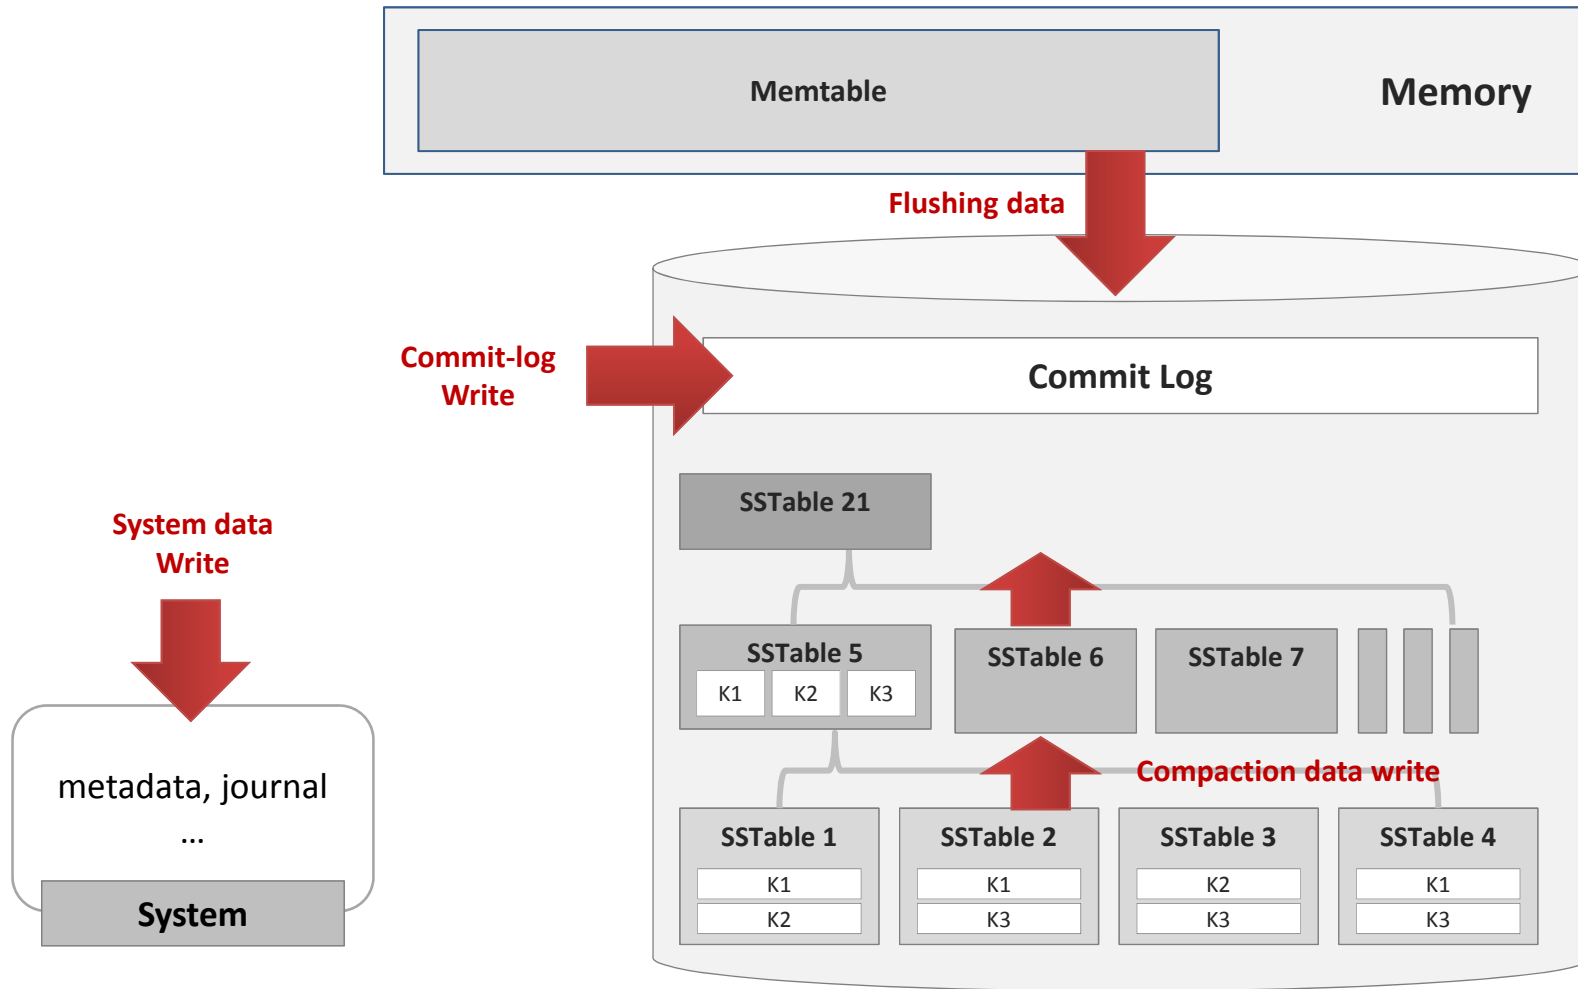 Memtable
Memory
Flushing data
Commit-log
Write
Commit Log
SSTable 21
System data
Write
SSTable 5
K1
K2
K3
SSTable 6
SSTable 7
metadata, journal
...
System
Compaction data write
SSTable 1
K1
K2
SSTable 2
K1
K3
SSTable 3
K2
K3
SSTable 4
K1
K3